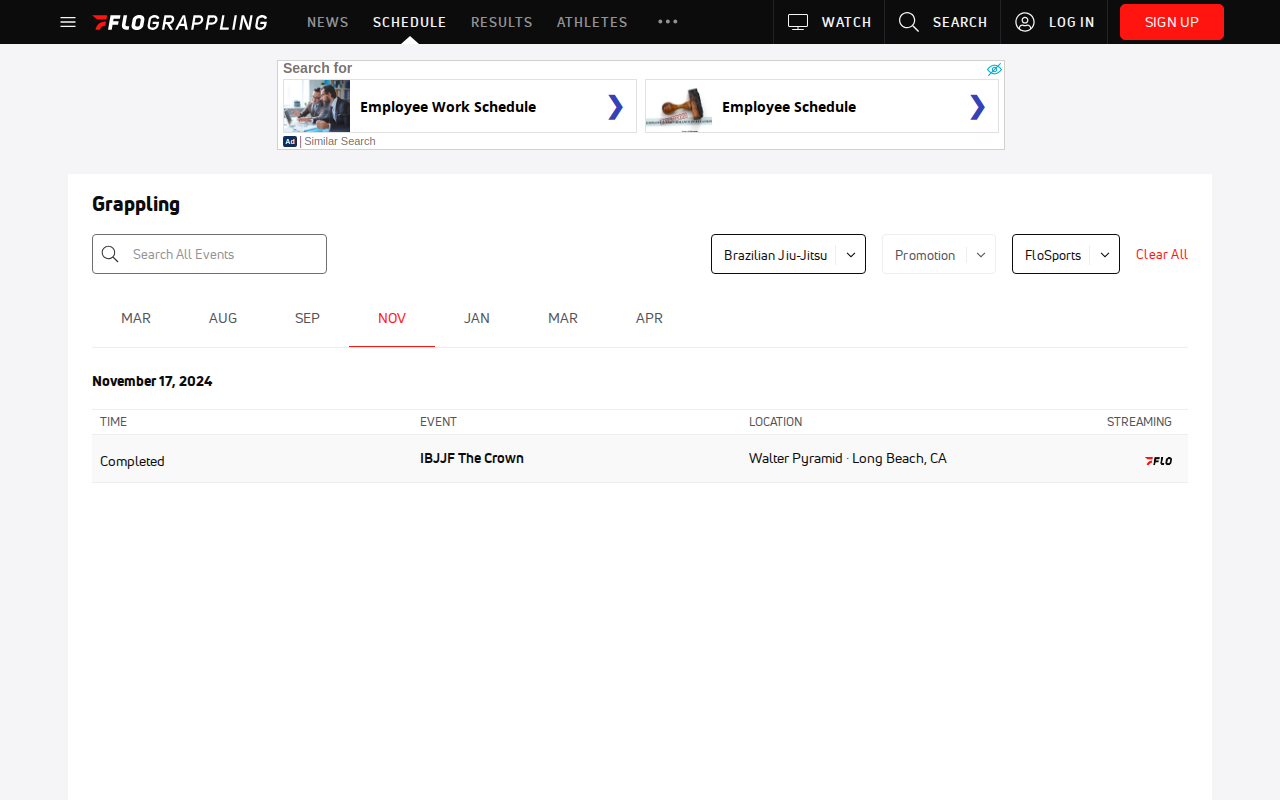 FLOGRAPPLING NEWS SCHEDULE RESULTS ATHLETES WATCH SEARCH LOG IN SIGN UP
Search for
Employee Work Schedule
Employee Schedule
Ad | Similar Search
Grappling
Search All Events
Brazilian Jiu-Jitsu
Promotion
FloSports
Clear All
MAR AUG SEP NOV JAN MAR APR
November 17, 2024
TIME EVENT LOCATION STREAMING
Completed IBJJF The Crown Walter Pyramid · Long Beach, CA FLO